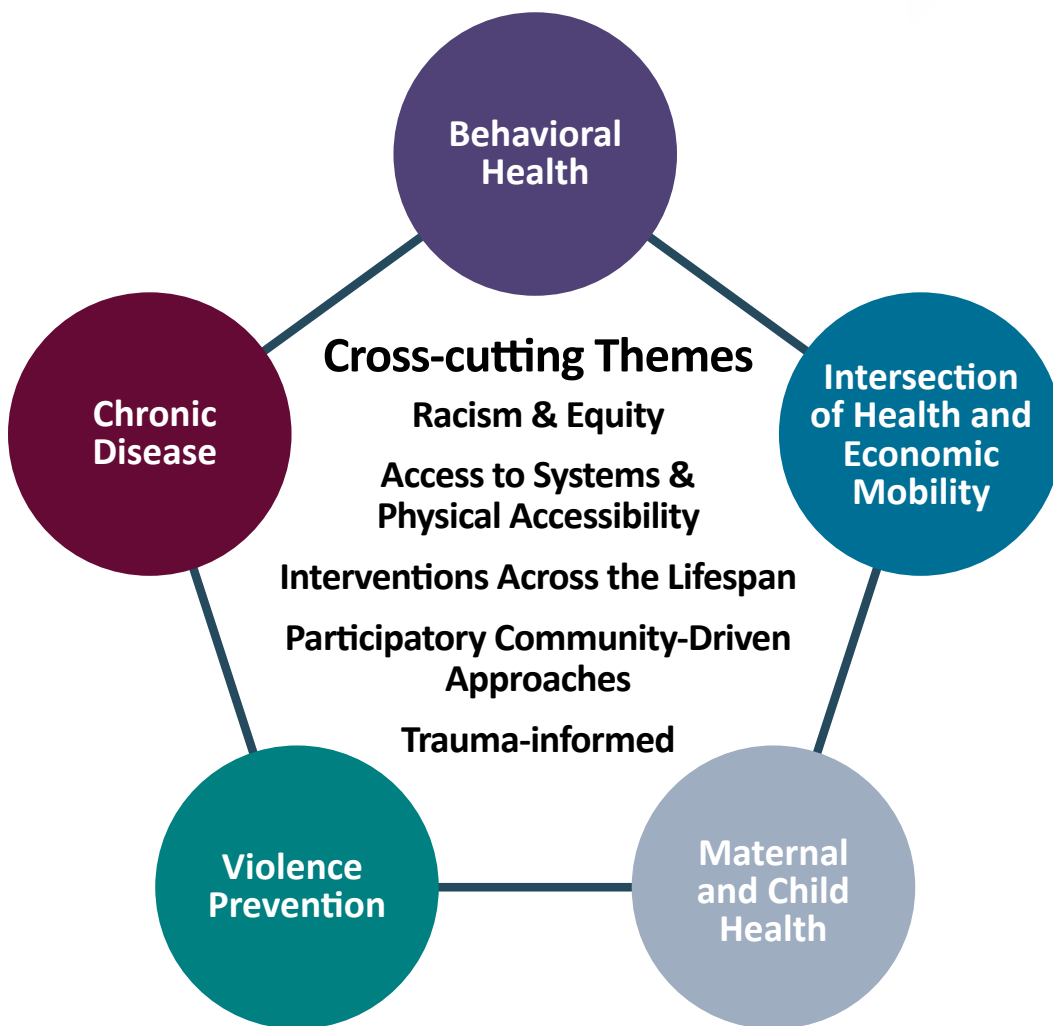 Behavioral
Health
Cross-cutting Themes
Racism & Equity
Access to Systems &
Physical Accessibility
Interventions Across the Lifespan
Participatory Community-Driven
Approaches
Trauma-informed
Chronic
Disease
Intersection
of Health and
Economic
Mobility
Violence
Prevention
Maternal
and Child
Health